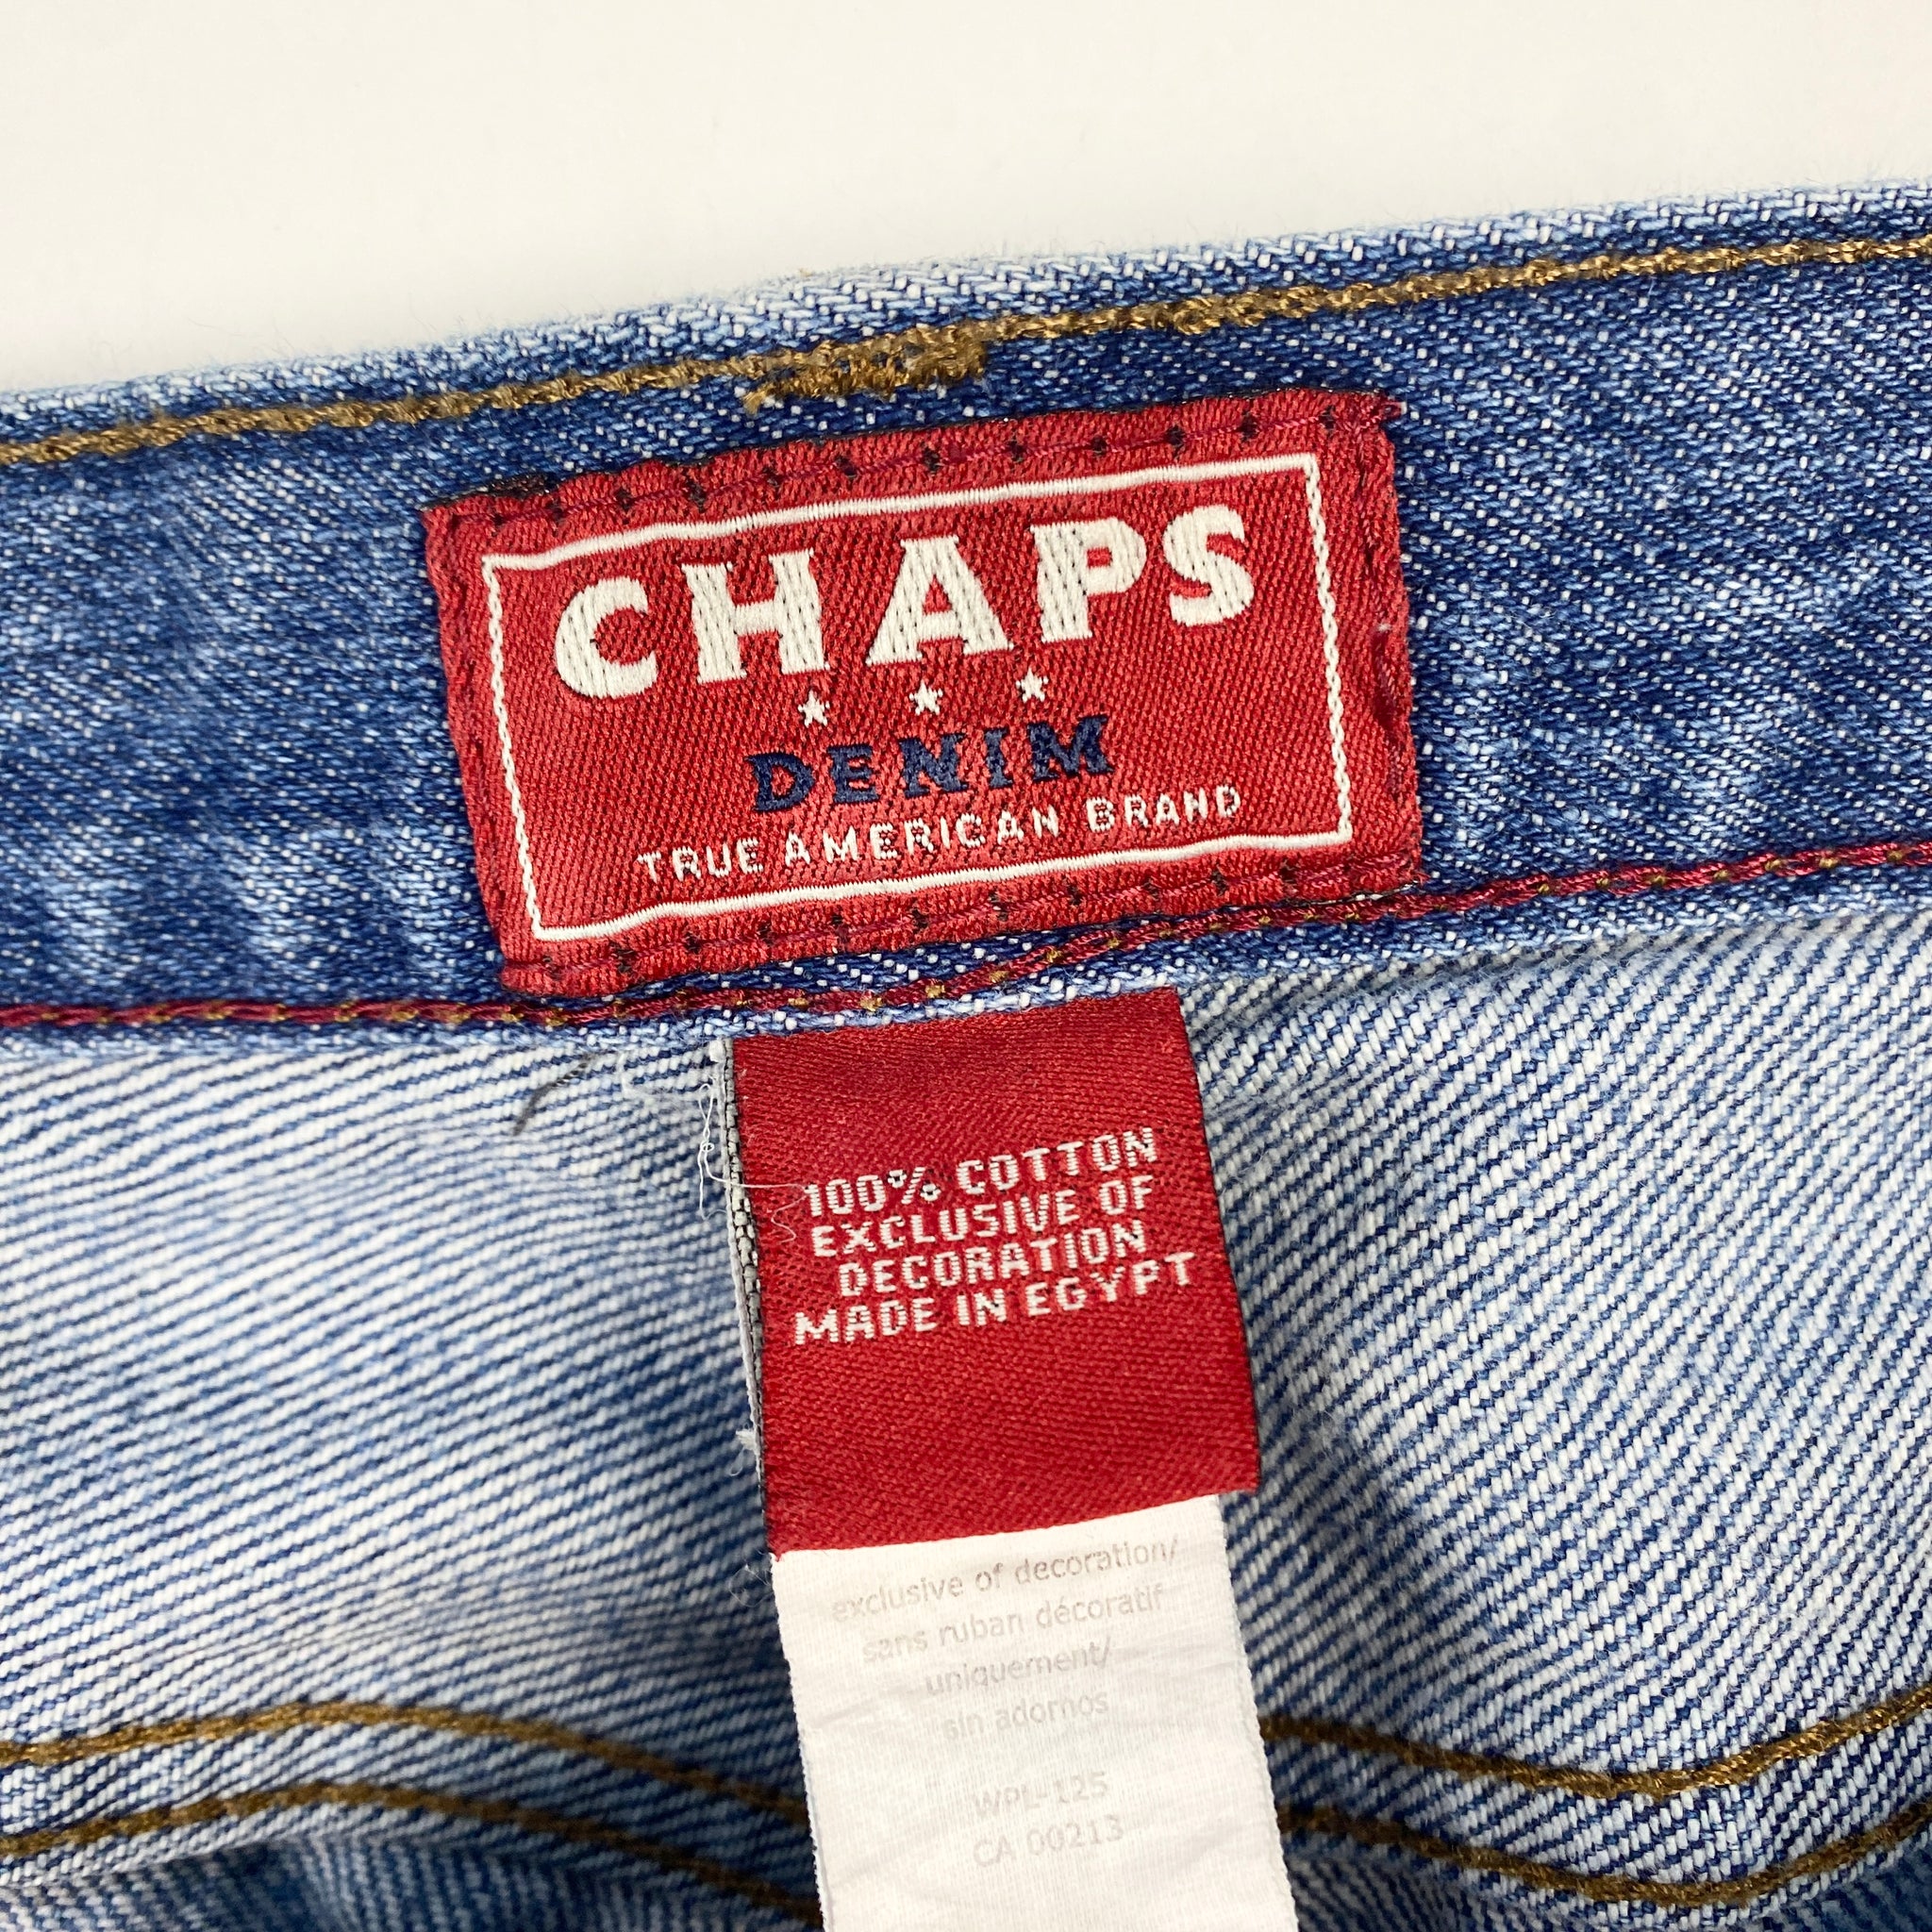 CHAPS
DENIM
TRUE AMERICAN BRAND
100% COTTON
EXCLUSIVE OF
DECORATION
MADE IN EGYPT
exclusive of decoration/
sans ruban décoratif
uniquement/
sin adornos
WPL-125
CA 00213